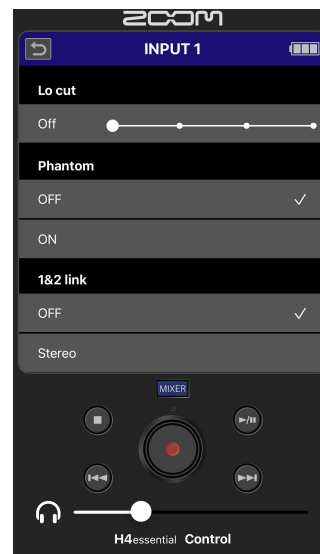 ZOOM
INPUT 1
Lo cut
Off
Phantom
OFF
ON
1&2 link
OFF
Stereo
MIXER
H4essential Control